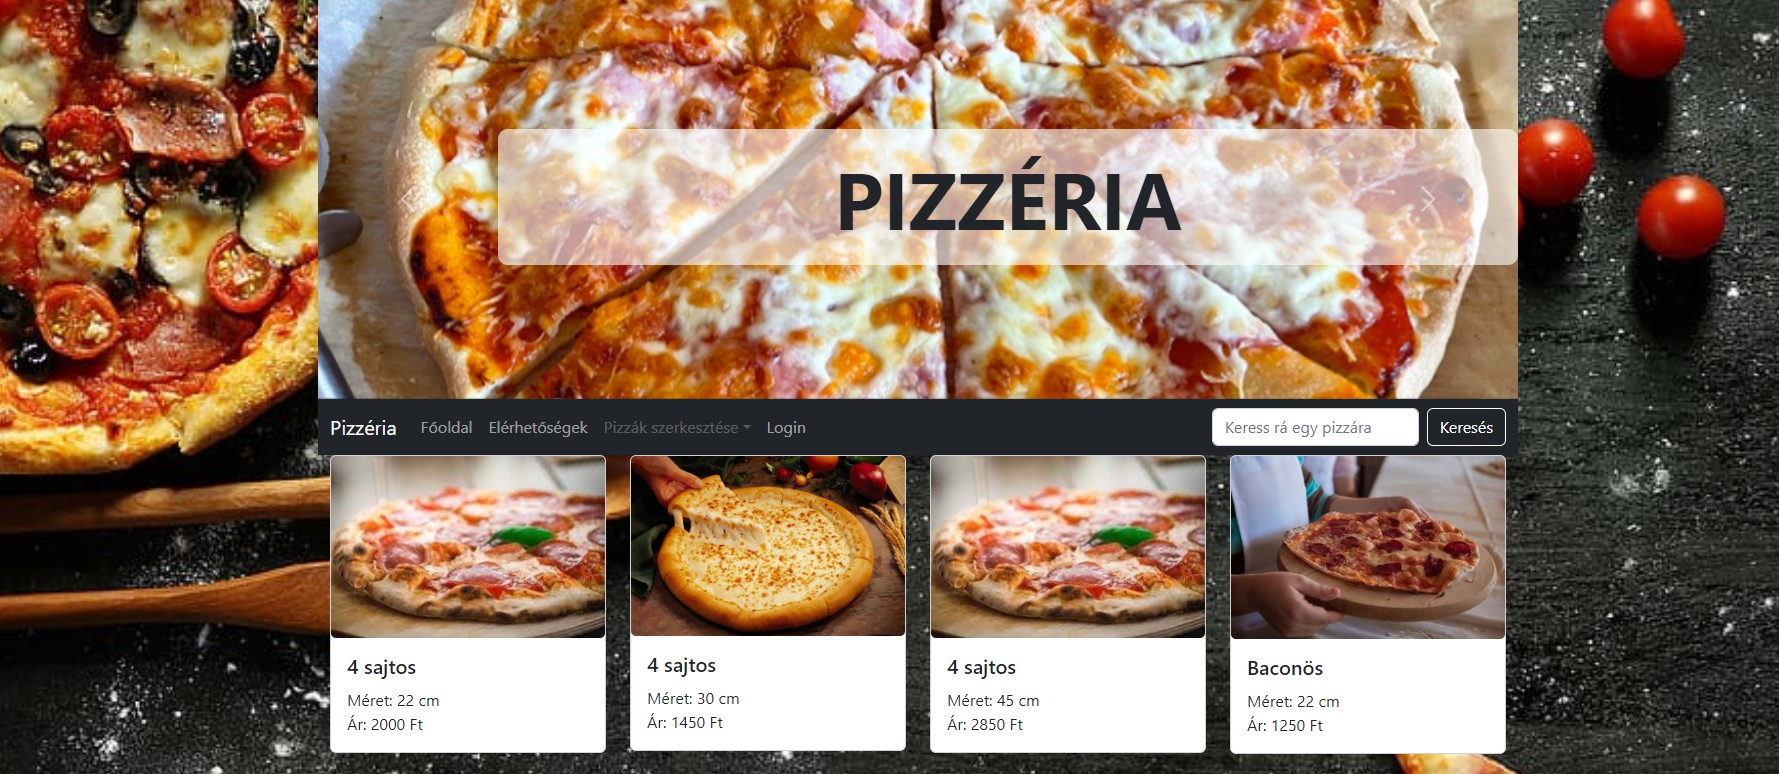 PIZZÉRIA
Pizzéria Főoldal Elérhetőségek Pizzák szerkesztése Login Keress rá egy pizzára Keresés
4 sajtos
Méret: 22 cm
Ár: 2000 Ft
4 sajtos
Méret: 30 cm
Ár: 1450 Ft
4 sajtos
Méret: 45 cm
Ár: 2850 Ft
Baconös
Méret: 22 cm
Ár: 1250 Ft